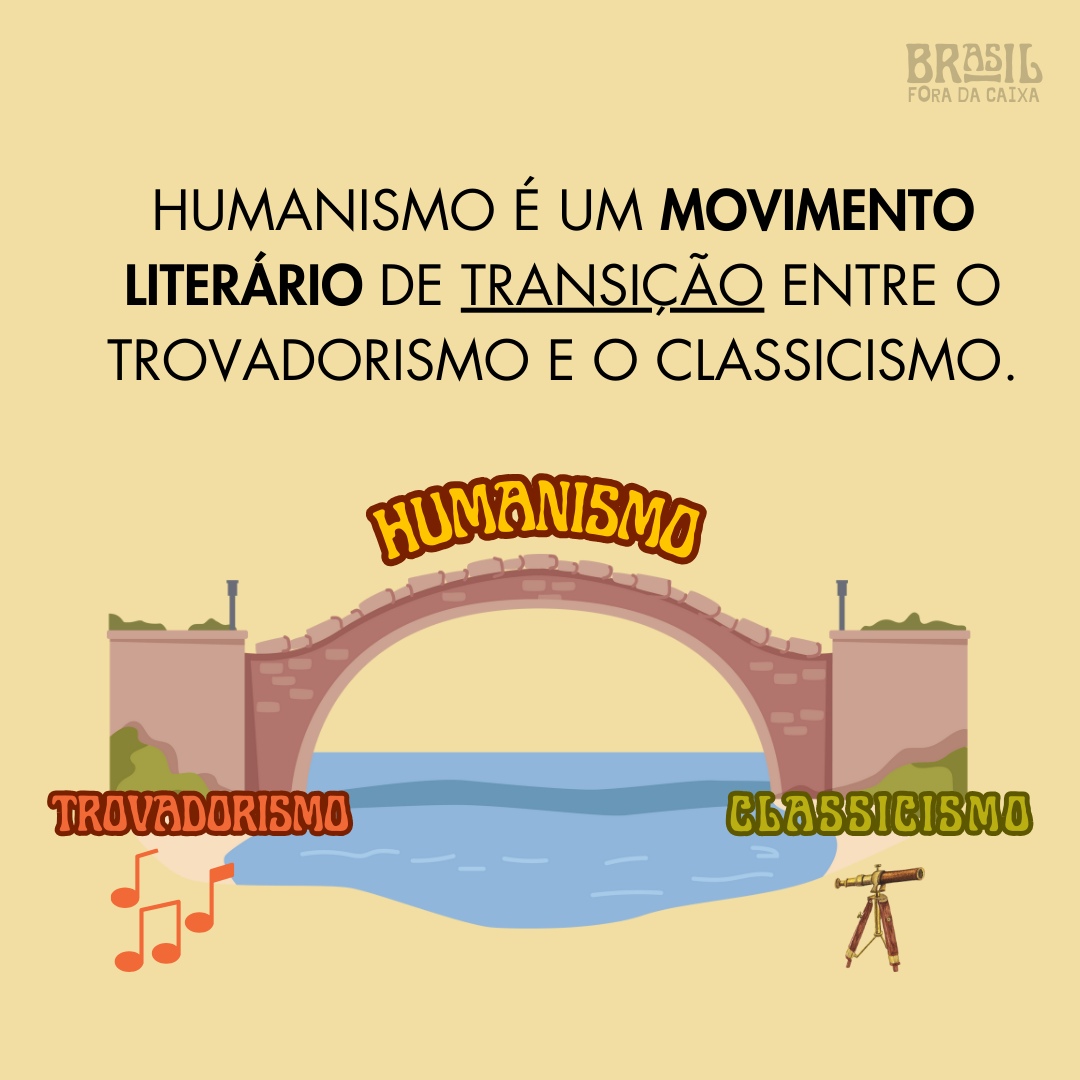 BRASIL
FORA DA CAIXA
HUMANISMO É UM MOVIMENTO
LITERÁRIO DE TRANSIÇÃO ENTRE O
TROVADORISMO E O CLASSICISMO.
HUMANISMO
TROVADORISMO
CLASSICISMO